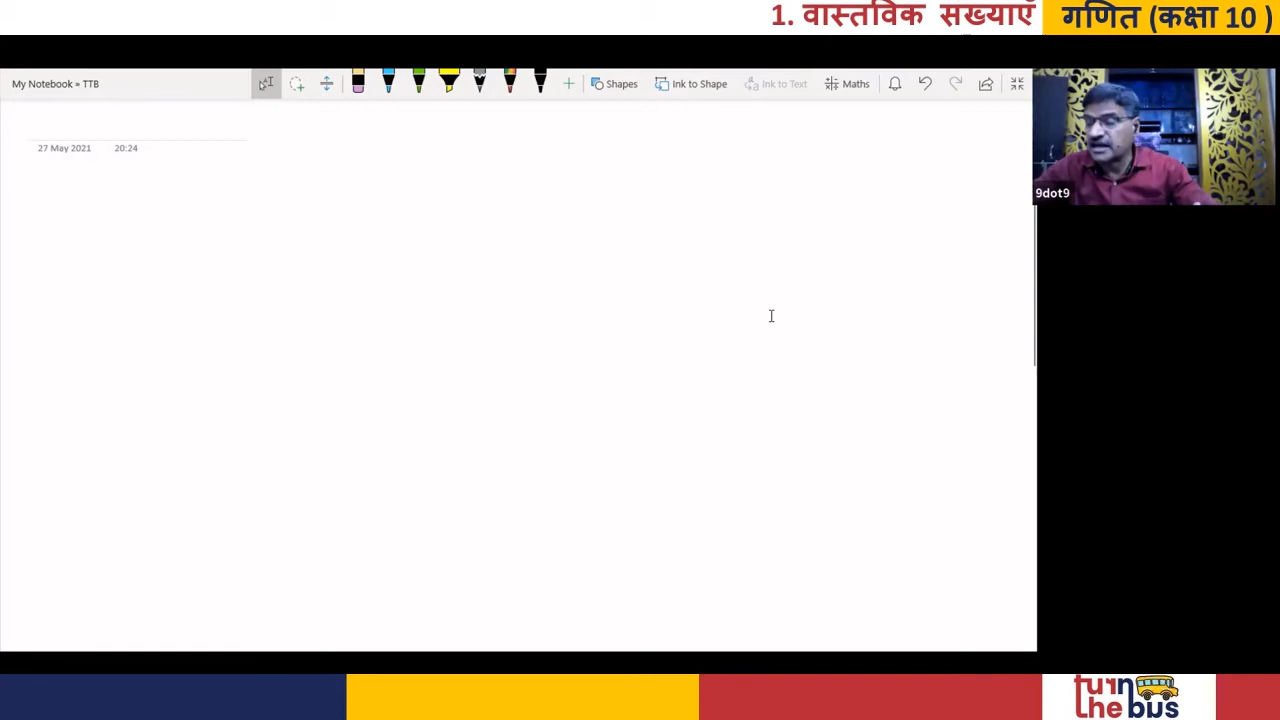 1. वास्तविक सख्याएँ
गणित (कक्षा 10 )
My Notebook » TTB
Shapes
Ink to Shape
Ink to Text
Maths
27 May 2021 20:24
9dot9
turn
the bus